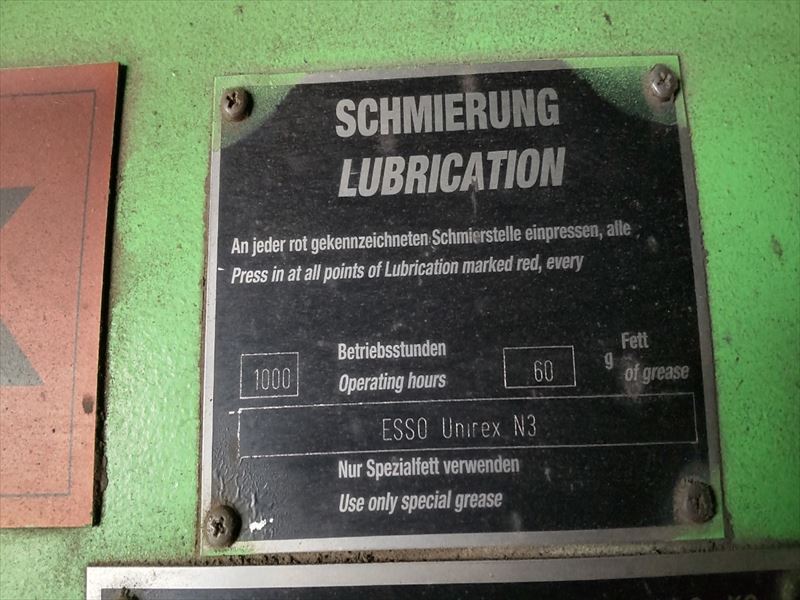 SCHMIERUNG
LUBRICATION
An jeder rot gekennzeichneten Schmierstelle einpressen, alle
Press in at all points of Lubrication marked red, every
1000 Betriebsstunden 60 g Fett
Operating hours of grease
ESSO Unirex N3
Nur Spezialfett verwenden
Use only special grease